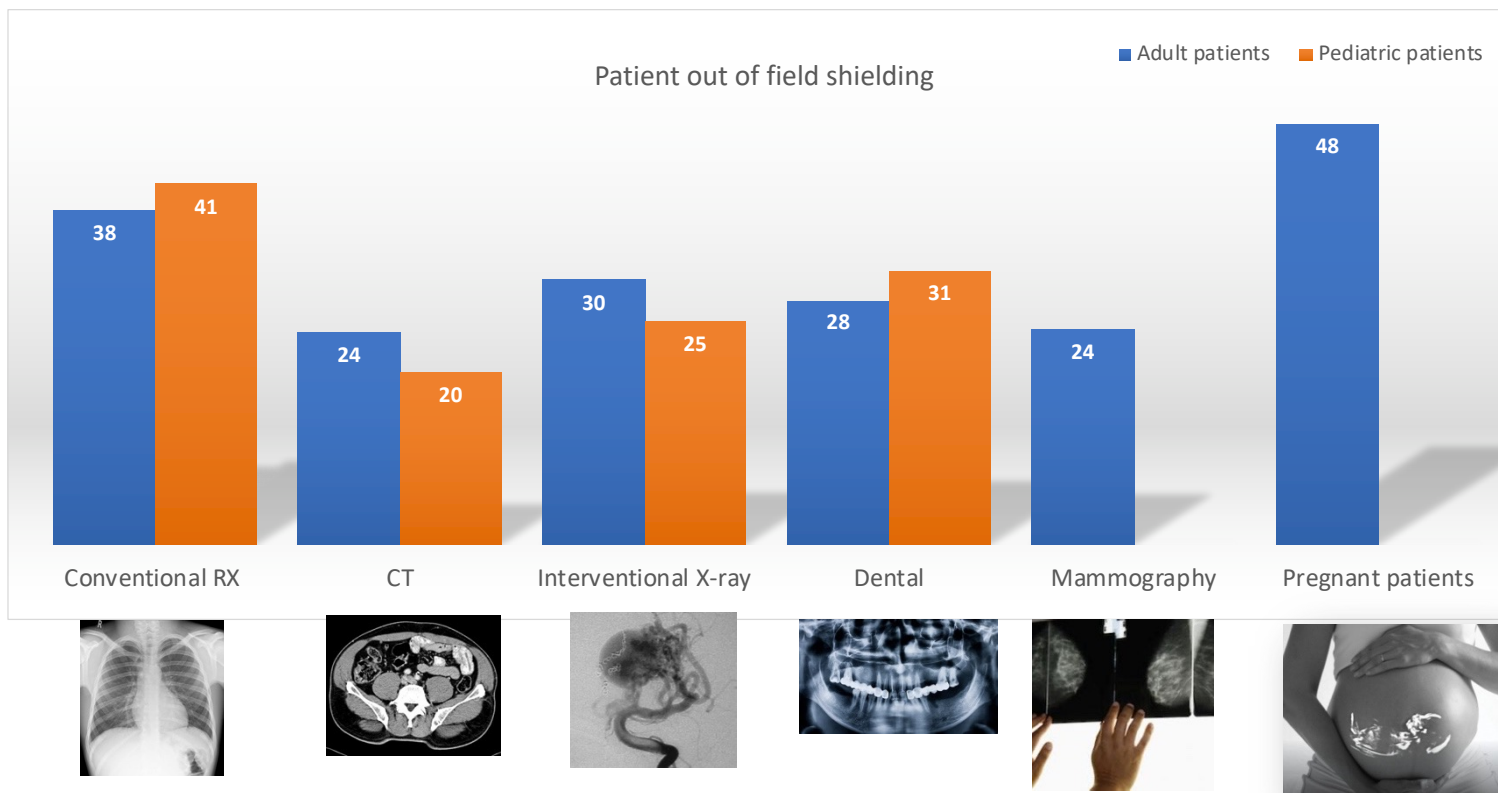 Adult patients
Pediatric patients
Patient out of field shielding
38
41
24
20
30
25
28
31
24
48
Conventional RX
CT
Interventional X-ray
Dental
Mammography
Pregnant patients